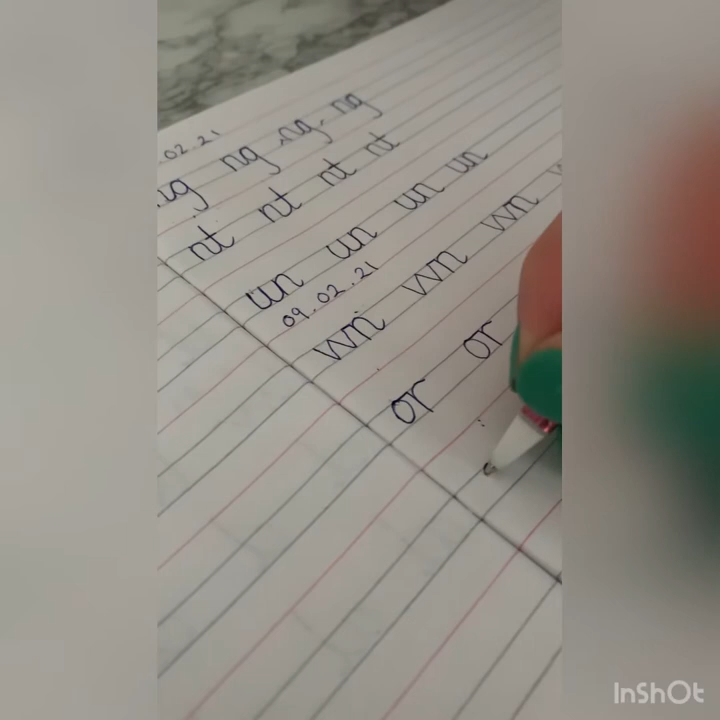 .02.21
ng ng ng ng
nt nt nt nt
un un un un
09.02.21
wn wn wn
or or
InShOt